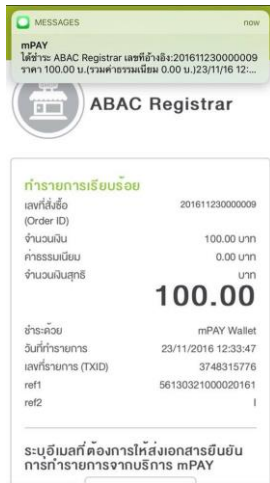 MESSAGES now
mPAY
ได้ชำระ ABAC Registrar เลขที่อ้างอิง:201611230000009
ราคา 100.00 บ.(รวมค่าธรรมเนียม 0.00 บ.)23/11/16 12:...
ABAC Registrar
ทำรายการเรียบร้อย
เลขที่สั่งซื้อ 201611230000009
(Order ID)
จำนวนเงิน 100.00 บาท
ค่าธรรมเนียม 0.00 บาท
จำนวนเงินสุทธิ บาท
100.00
ชำระด้วย mPAY Wallet
วันที่ทำรายการ 23/11/2016 12:33:47
เลขที่รายการ (TXID) 3748315776
ref1 56130321000020161
ref2 I
ระบุอีเมลที่ต้องการให้ส่งเอกสารยืนยัน
การทำรายการจากบริการ mPAY